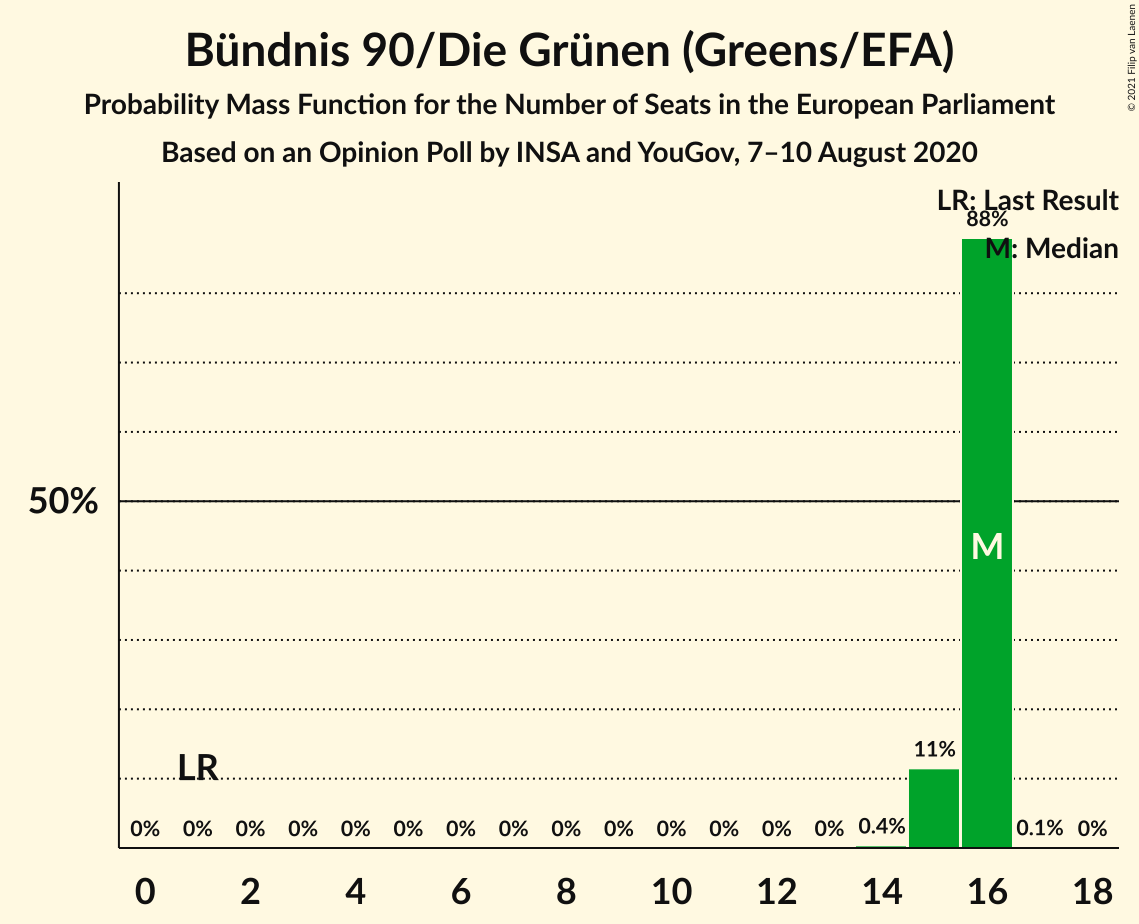 Bündnis 90/Die Grünen (Greens/EFA)
Probability Mass Function for the Number of Seats in the European Parliament
Based on an Opinion Poll by INSA and YouGov, 7–10 August 2020
© 2021 Filip van Laenen
LR: Last Result
88%
M: Median
50%
M
11%
LR
0% 0% 0% 0% 0% 0% 0% 0% 0% 0% 0% 0% 0% 0% 0.4% 0.1% 0%
0 2 4 6 8 10 12 14 16 18